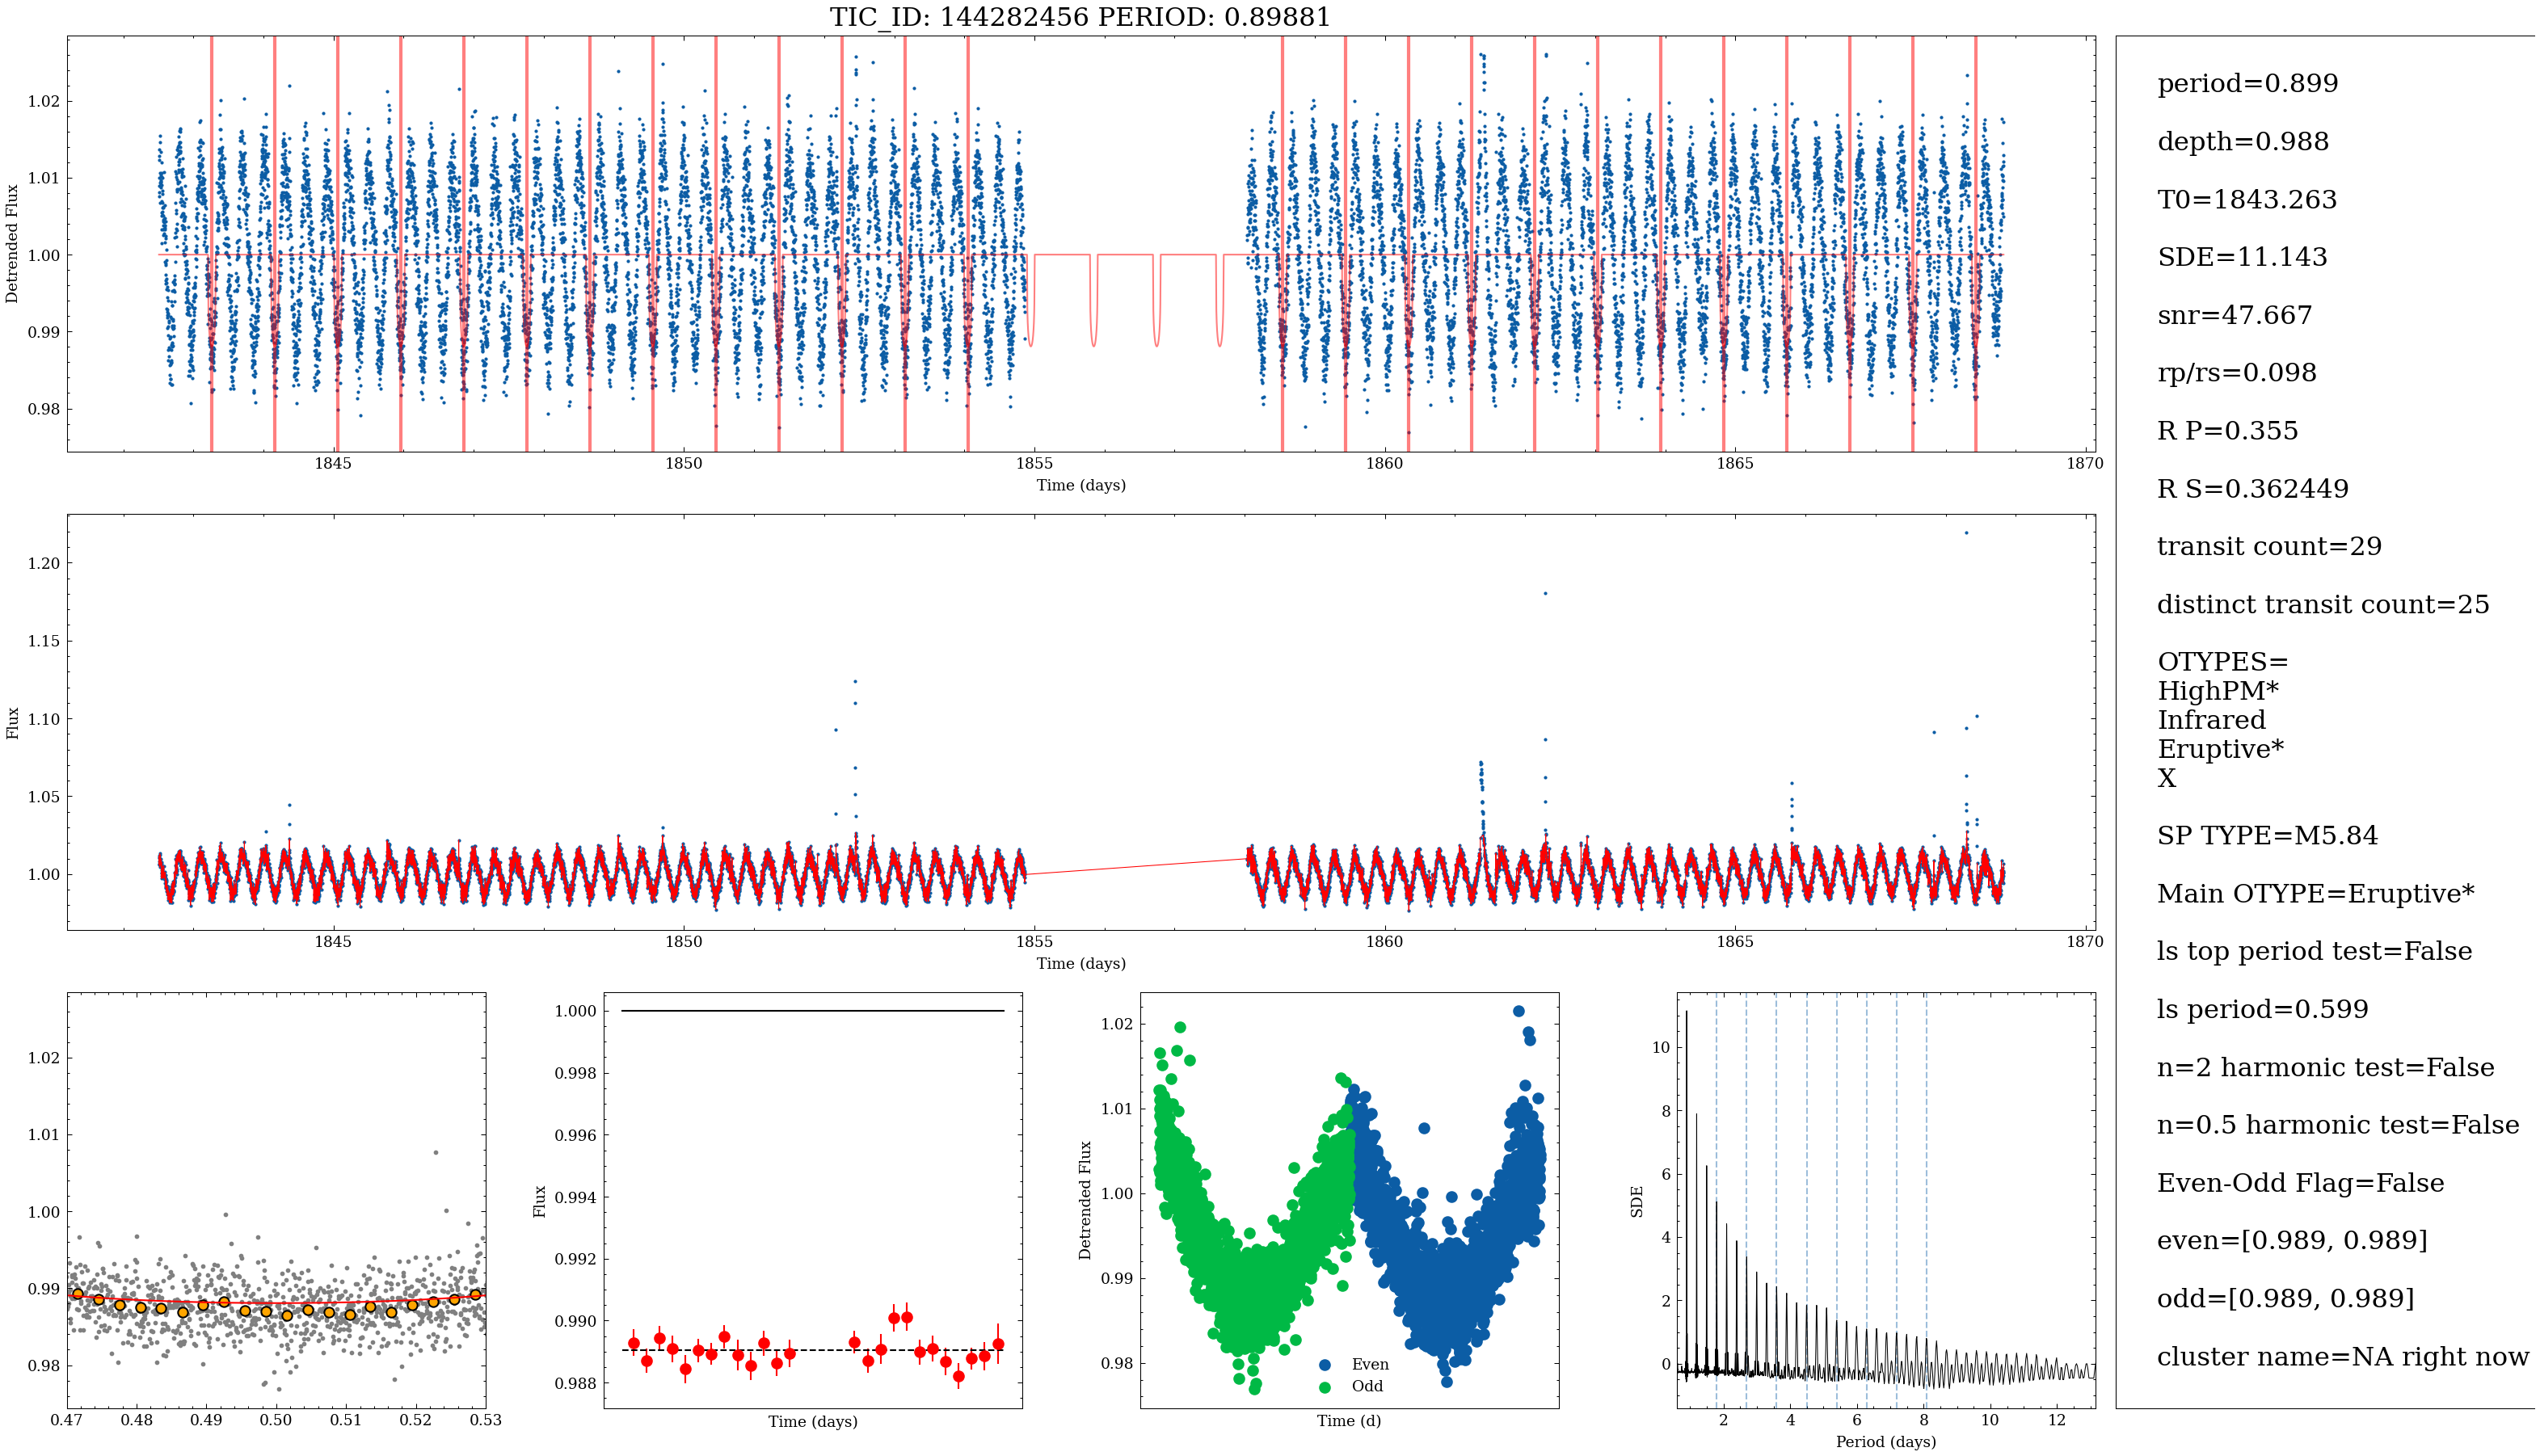 TIC_ID: 144282456 PERIOD: 0.89881
Detrended Flux
1.02
1.01
1.00
0.99
0.98
1845
1850
1855
1860
1865
1870
Time (days)
Flux
1.20
1.15
1.10
1.05
1.00
1845
1850
1855
1860
1865
1870
Time (days)
1.02
1.01
1.00
0.99
0.98
0.47
0.48
0.49
0.50
0.51
0.52
0.53
Flux
1.000
0.998
0.996
0.994
0.992
0.990
0.988
Time (days)
Detrended Flux
1.02
1.01
1.00
0.99
0.98
Even
Odd
Time (d)
SDE
10
8
6
4
2
0
2
4
6
8
10
12
Period (days)
period=0.899
depth=0.988
T0=1843.263
SDE=11.143
snr=47.667
rp/rs=0.098
R P=0.355
R S=0.362449
transit count=29
distinct transit count=25
OTYPES=
HighPM*
Infrared
Eruptive*
X
SP TYPE=M5.84
Main OTYPE=Eruptive*
ls top period test=False
ls period=0.599
n=2 harmonic test=False
n=0.5 harmonic test=False
Even-Odd Flag=False
even=[0.989, 0.989]
odd=[0.989, 0.989]
cluster name=NA right now